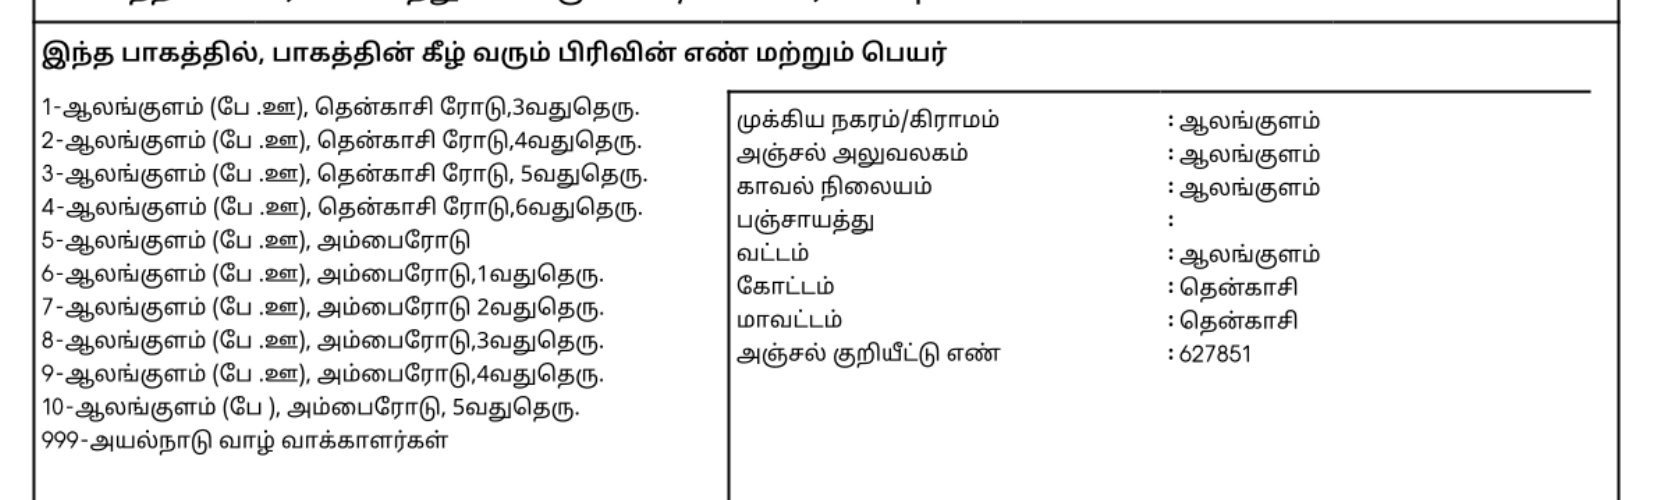 இந்த பாகத்தில், பாகத்தின் கீழ் வரும் பிரிவின் எண் மற்றும் பெயர்
1-ஆலங்குளம் (பே .ஊ), தென்காசி ரோடு,3வதுதெரு.
2-ஆலங்குளம் (பே .ஊ), தென்காசி ரோடு,4வதுதெரு.
3-ஆலங்குளம் (பே .ஊ), தென்காசி ரோடு, 5வதுதெரு.
4-ஆலங்குளம் (பே .ஊ), தென்காசி ரோடு,6வதுதெரு.
5-ஆலங்குளம் (பே .ஊ), அம்பைரோடு
6-ஆலங்குளம் (பே .ஊ), அம்பைரோடு,1வதுதெரு.
7-ஆலங்குளம் (பே .ஊ), அம்பைரோடு 2வதுதெரு.
8-ஆலங்குளம் (பே .ஊ), அம்பைரோடு,3வதுதெரு.
9-ஆலங்குளம் (பே .ஊ), அம்பைரோடு,4வதுதெரு.
10-ஆலங்குளம் (பே ), அம்பைரோடு, 5வதுதெரு.
999-அயல்நாடு வாழ் வாக்காளர்கள்
முக்கிய நகரம்/கிராமம் : ஆலங்குளம்
அஞ்சல் அலுவலகம் : ஆலங்குளம்
காவல் நிலையம் : ஆலங்குளம்
பஞ்சாயத்து :
வட்டம் : ஆலங்குளம்
கோட்டம் : தென்காசி
மாவட்டம் : தென்காசி
அஞ்சல் குறியீட்டு எண் : 627851